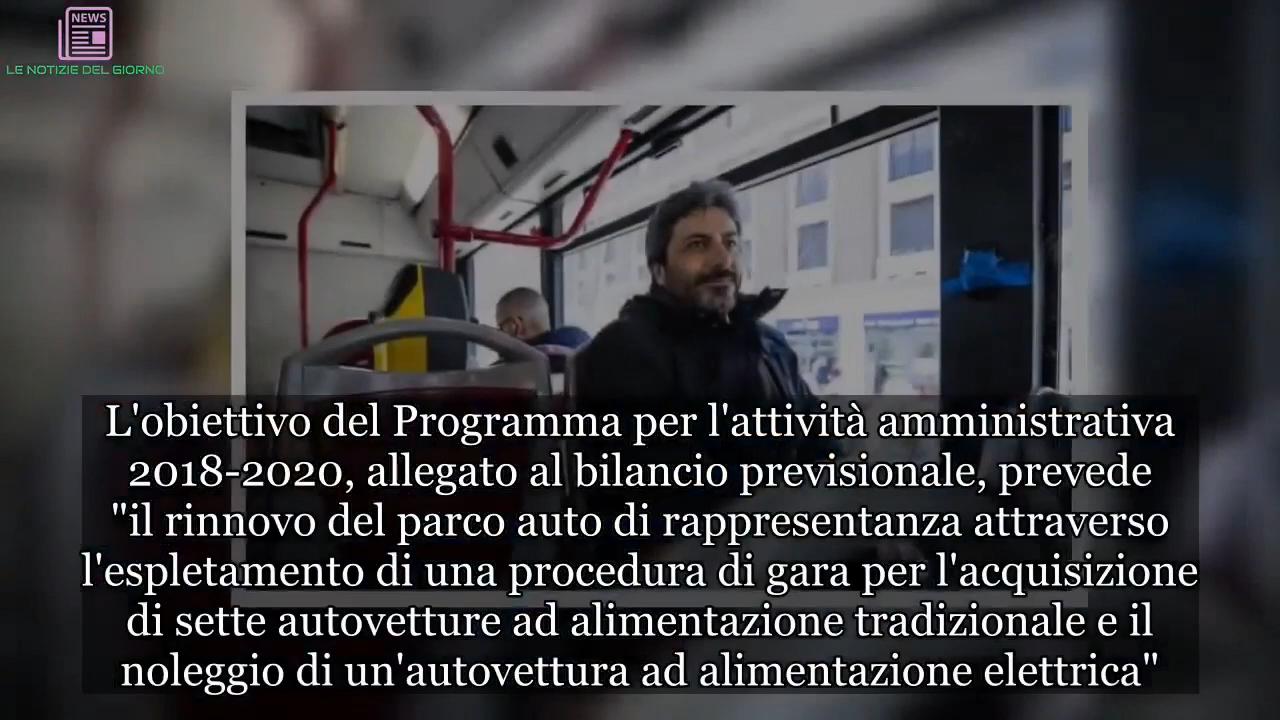 NEWS
LE NOTIZIE DEL GIORNO
L'obiettivo del Programma per l'attività amministrativa
2018-2020, allegato al bilancio previsionale, prevede
"il rinnovo del parco auto di rappresentanza attraverso
l'espletamento di una procedura di gara per l'acquisizione
di sette autovetture ad alimentazione tradizionale e il
noleggio di un'autovettura ad alimentazione elettrica"